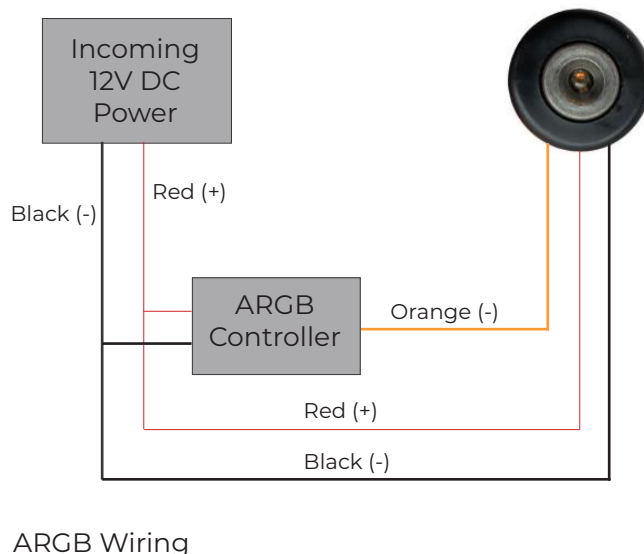 Incoming
12V DC
Power
Red (+)
Black (-)
ARGB
Controller
Orange (-)
Red (+)
Black (-)
ARGB Wiring